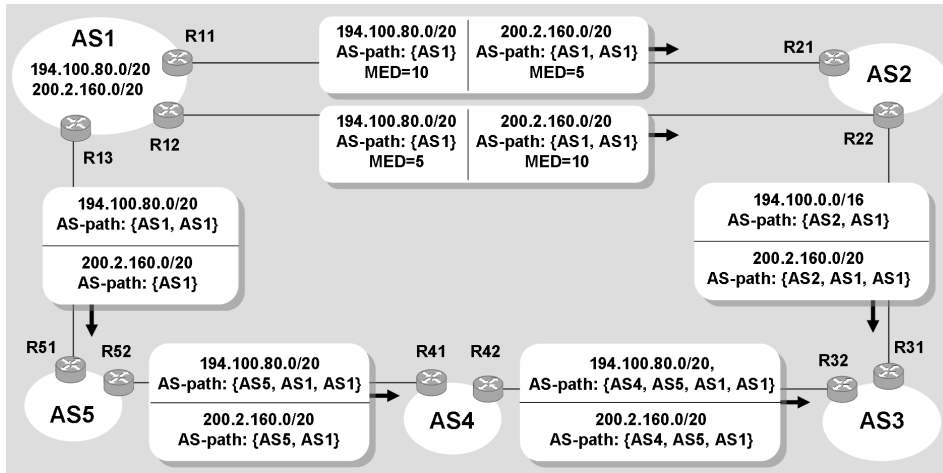 AS1
194.100.80.0/20
200.2.160.0/20
R11
R12
R13
194.100.80.0/20
AS-path: {AS1}
MED=10
200.2.160.0/20
AS-path: {AS1, AS1}
MED=5
R21
AS2
R22
194.100.80.0/20
AS-path: {AS1}
MED=5
200.2.160.0/20
AS-path: {AS1, AS1}
MED=10
194.100.80.0/20
AS-path: {AS1, AS1}
200.2.160.0/20
AS-path: {AS1}
194.100.0.0/16
AS-path: {AS2, AS1}
200.2.160.0/20
AS-path: {AS2, AS1, AS1}
R51
R52
AS5
194.100.80.0/20
AS-path: {AS5, AS1, AS1}
200.2.160.0/20
AS-path: {AS5, AS1}
R41
R42
AS4
194.100.80.0/20,
AS-path: {AS4, AS5, AS1, AS1}
200.2.160.0/20
AS-path: {AS4, AS5, AS1}
R32
R31
AS3